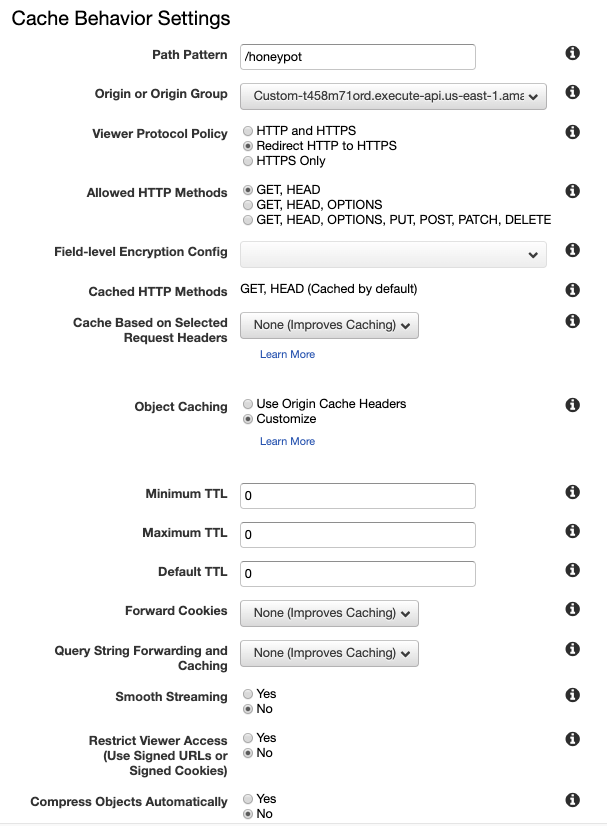 Cache Behavior Settings
Path Pattern
/honeypot
Origin or Origin Group
Custom-t458m71ord.execute-api.us-east-1.ama
Viewer Protocol Policy
HTTP and HTTPS
Redirect HTTP to HTTPS
HTTPS Only
Allowed HTTP Methods
GET, HEAD
GET, HEAD, OPTIONS
GET, HEAD, OPTIONS, PUT, POST, PATCH, DELETE
Field-level Encryption Config
Cached HTTP Methods
GET, HEAD (Cached by default)
Cache Based on Selected
Request Headers
None (Improves Caching)
Learn More
Object Caching
Use Origin Cache Headers
Customize
Learn More
Minimum TTL
0
Maximum TTL
0
Default TTL
0
Forward Cookies
None (Improves Caching)
Query String Forwarding and
Caching
None (Improves Caching)
Smooth Streaming
Yes
No
Restrict Viewer Access
(Use Signed URLs or
Signed Cookies)
Yes
No
Compress Objects Automatically
Yes
No